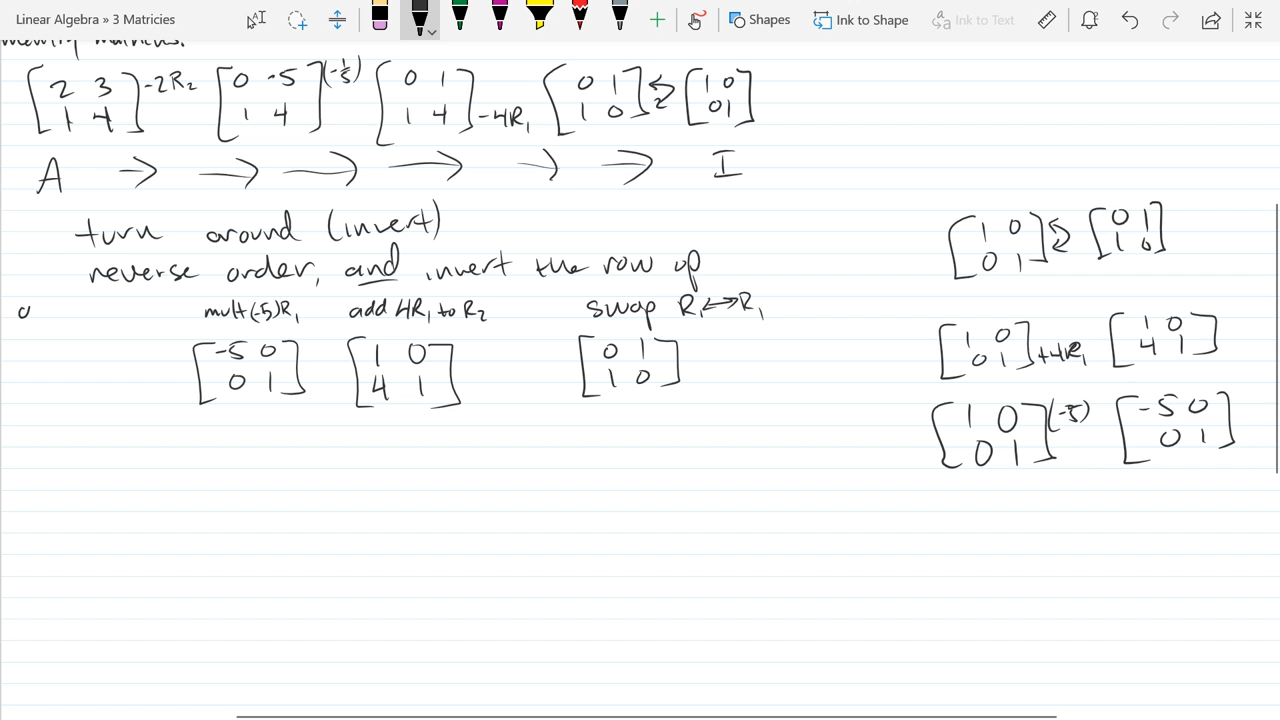 Linear Algebra » 3 Matricies
Shapes Ink to Shape Ink to Text
[2 3; 1 4] -2R₂ [0 -5; 1 4] (-1/5) [0 1; 1 4] -4R₁ [0 1; 1 0] ↔ [1 0; 0 1]
A → → → → → → I
turn around (invert)
reverse order, and invert the row op
mult(-5)R₁ add 4R₁ to R₂ swap R₁↔R₁
[-5 0; 0 1] [1 0; 4 1] [0 1; 1 0]
[1 0; 0 1] ↔ [0 1; 1 0]
[1 0; 0 1] +4R₁ [1 0; 4 1]
[1 0; 0 1] (-5) [-5 0; 0 1]